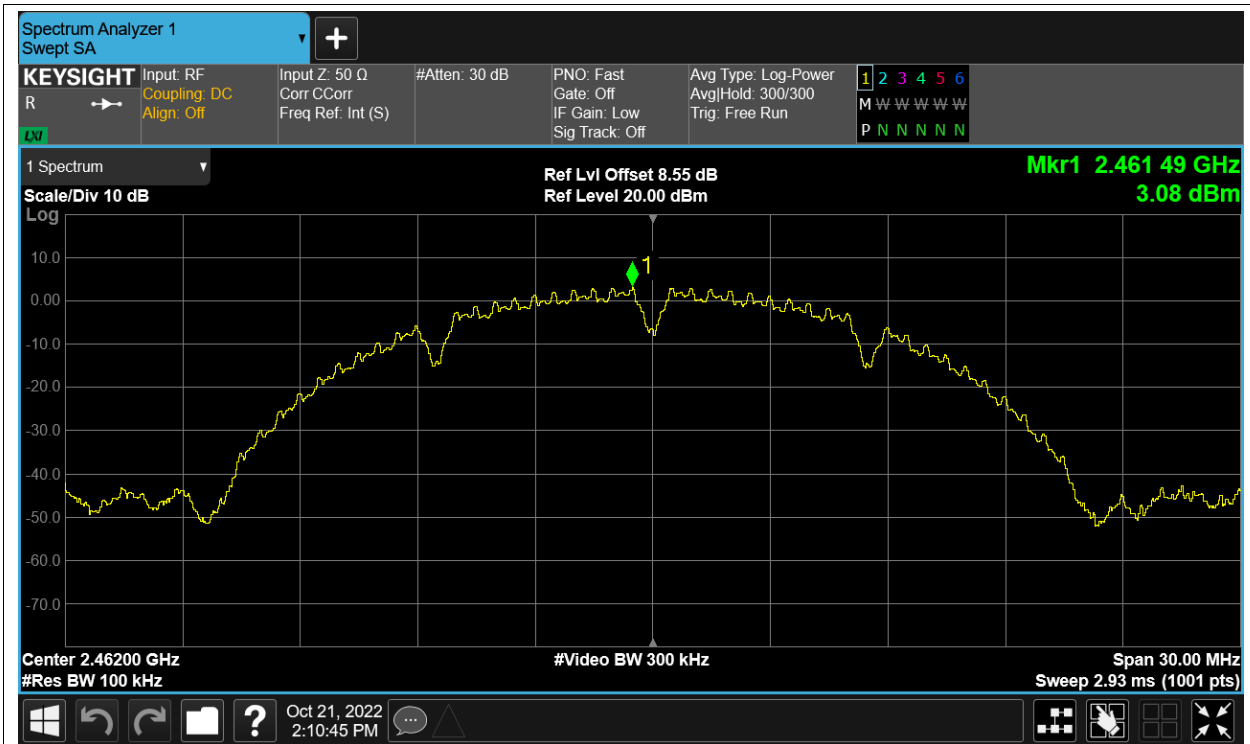 Spectrum Analyzer 1
Swept SA
KEYSIGHT
R
LXI
Input: RF
Coupling: DC
Align: Off
Input Z: 50 Ω
Corr CCorr
Freq Ref: Int (S)
#Atten: 30 dB
PNO: Fast
Gate: Off
IF Gain: Low
Sig Track: Off
Avg Type: Log-Power
Avg|Hold: 300/300
Trig: Free Run
1 2 3 4 5 6
M W W W W W
P N N N N N
1 Spectrum
Scale/Div 10 dB
Ref Lvl Offset 8.55 dB
Ref Level 20.00 dBm
Mkr1 2.461 49 GHz
3.08 dBm
Log
10.0
0.00
-10.0
-20.0
-30.0
-40.0
-50.0
-60.0
-70.0
1
Center 2.46200 GHz
#Res BW 100 kHz
#Video BW 300 kHz
Span 30.00 MHz
Sweep 2.93 ms (1001 pts)
?
Oct 21, 2022
2:10:45 PM